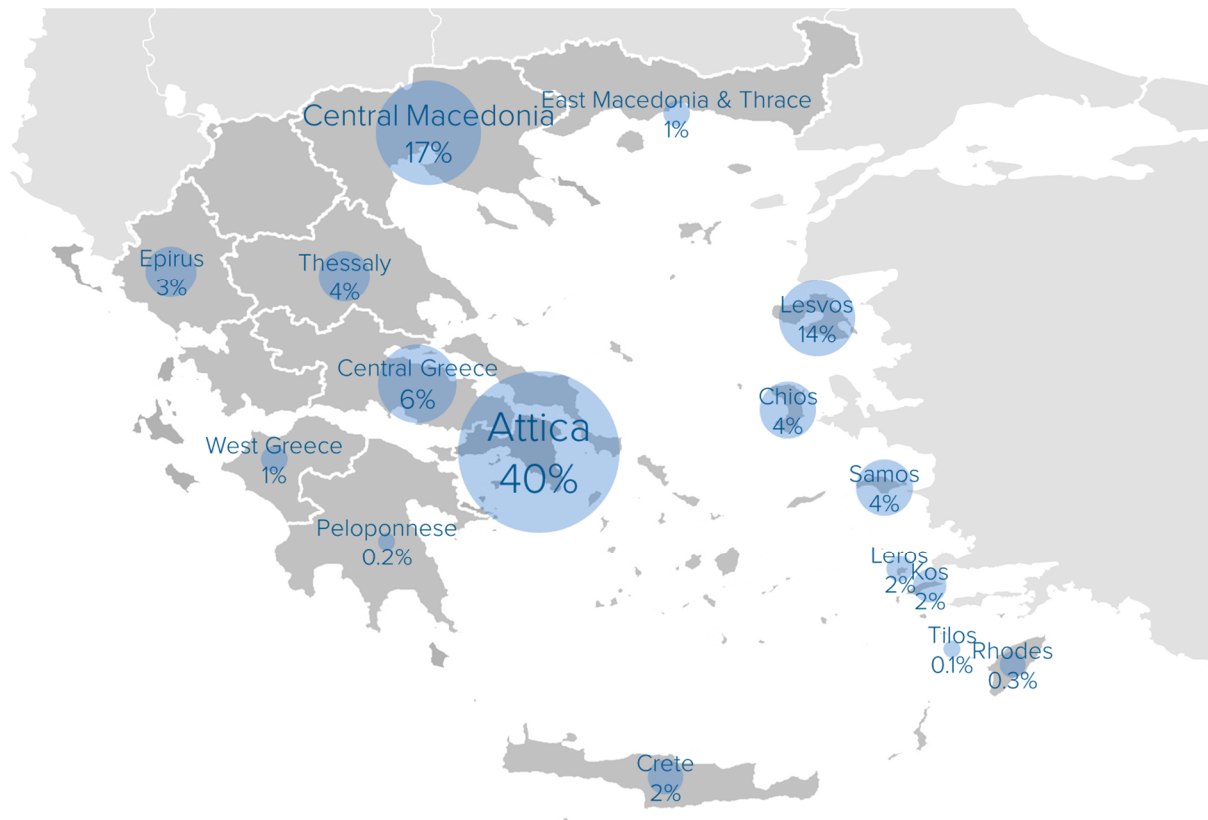 East Macedonia & Thrace
1%
Central Macedonia
17%
Epirus
3%
Thessaly
4%
Lesvos
14%
Central Greece
6%
Chios
4%
Attica
40%
West Greece
1%
Samos
4%
Peloponnese
0.2%
Leros
2%
Kos
2%
Tilos
0.1%
Rhodes
0.3%
Crete
2%